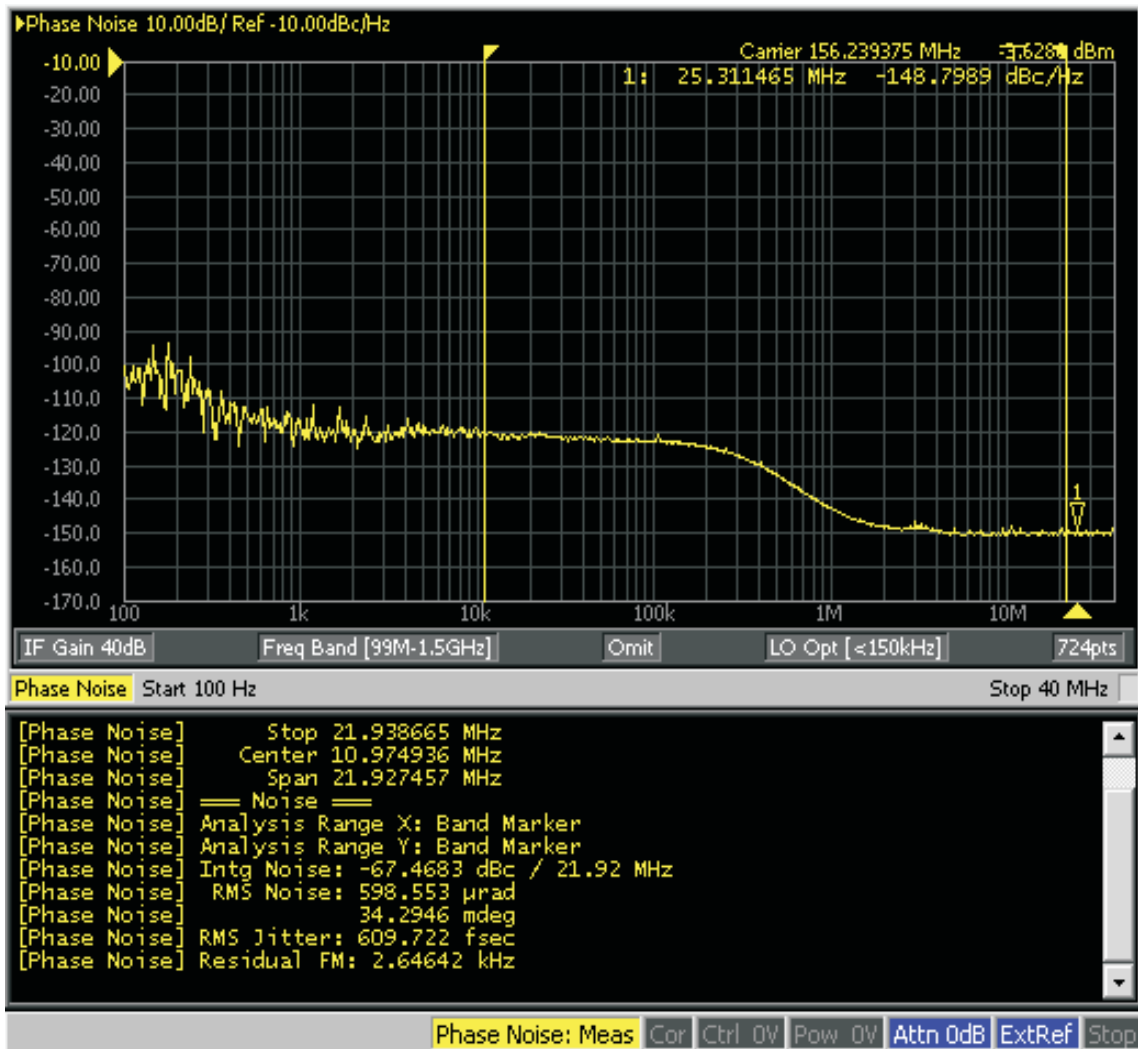 ▶Phase Noise 10.00dB/ Ref -10.00dBc/Hz
Carrier 156.239375 MHz dBm
1: 25.311465 MHz -148.7989 dBc/Hz
-10.00
-20.00
-30.00
-40.00
-50.00
-60.00
-70.00
-80.00
-90.00
-100.0
-110.0
-120.0
-130.0
-140.0
1
-150.0
-160.0
-170.0
100 1k 10k 100k 1M 10M
IF Gain 40dB Freq Band [99M-1.5GHz] Omit LO Opt [<150kHz] 724pts
Phase Noise Start 100 Hz Stop 40 MHz
[Phase Noise] Stop 21.938665 MHz
[Phase Noise] Center 10.974936 MHz
[Phase Noise] Span 21.927457 MHz
[Phase Noise] === Noise ===
[Phase Noise] Analysis Range X: Band Marker
[Phase Noise] Analysis Range Y: Band Marker
[Phase Noise] Intg Noise: -67.4683 dBc / 21.92 MHz
[Phase Noise] RMS Noise: 598.553 µrad
[Phase Noise] 34.2946 mdeg
[Phase Noise] RMS Jitter: 609.722 fsec
[Phase Noise] Residual FM: 2.64642 kHz
Phase Noise: Meas Cor Ctrl 0V Pow 0V Attn 0dB ExtRef Stop